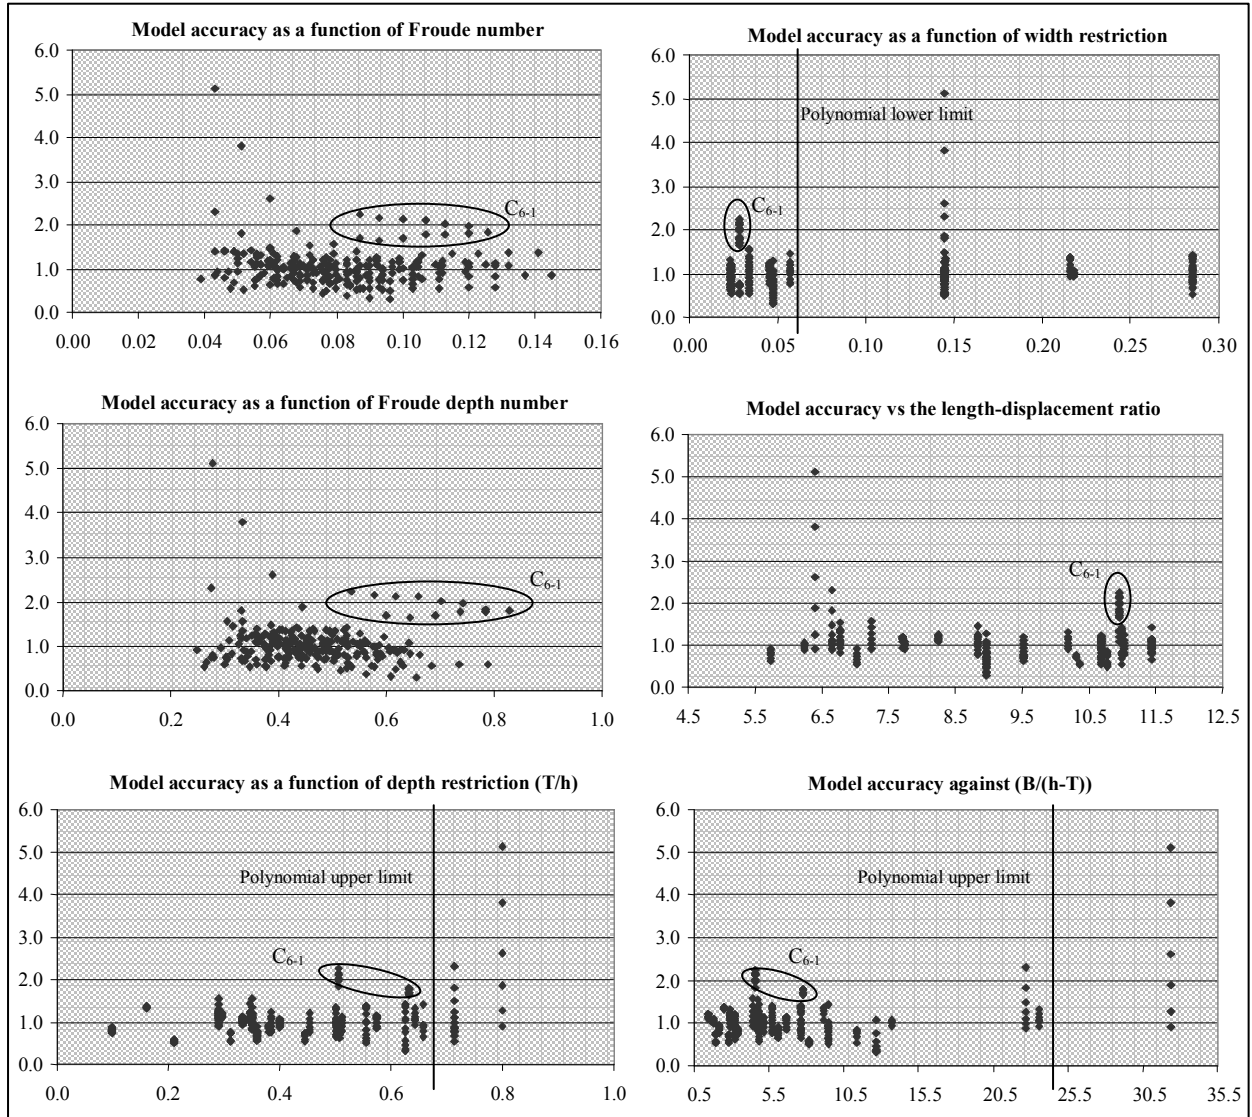 Model accuracy as a function of Froude number
6.0
5.0
4.0
3.0
2.0
1.0
0.0
C6-1
0.00 0.02 0.04 0.06 0.08 0.10 0.12 0.14 0.16
Model accuracy as a function of width restriction
6.0
5.0
4.0
3.0
2.0
1.0
0.0
Polynomial lower limit
C6-1
0.00 0.05 0.10 0.15 0.20 0.25 0.30
Model accuracy as a function of Froude depth number
6.0
5.0
4.0
3.0
2.0
1.0
0.0
C6-1
0.0 0.2 0.4 0.6 0.8 1.0
Model accuracy vs the length-displacement ratio
6.0
5.0
4.0
3.0
2.0
1.0
0.0
C6-1
4.5 5.5 6.5 7.5 8.5 9.5 10.5 11.5 12.5
Model accuracy as a function of depth restriction (T/h)
6.0
5.0
4.0
3.0
2.0
1.0
0.0
Polynomial upper limit
C6-1
0.0 0.2 0.4 0.6 0.8 1.0
Model accuracy against (B/(h-T))
6.0
5.0
4.0
3.0
2.0
1.0
0.0
Polynomial upper limit
C6-1
0.5 5.5 10.5 15.5 20.5 25.5 30.5 35.5